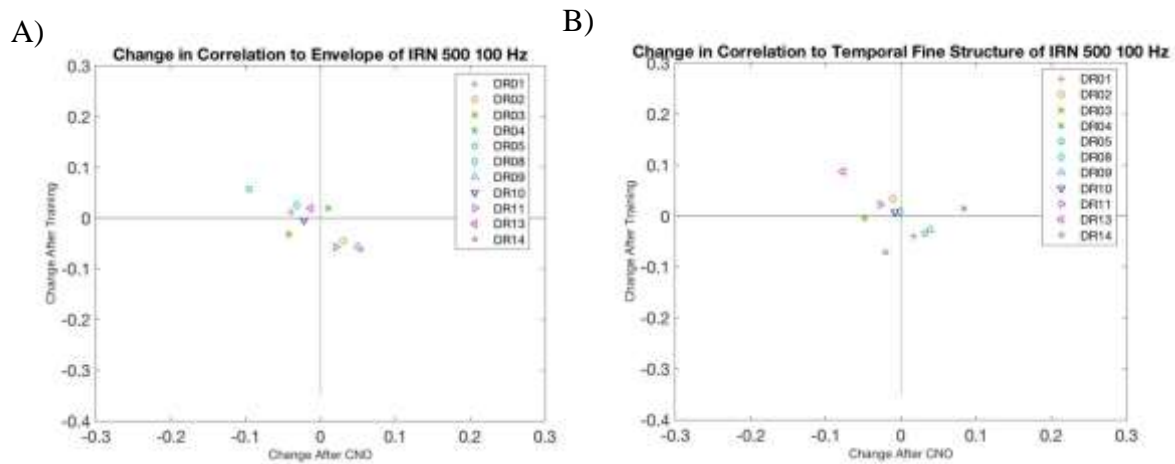 A)
Change in Correlation to Envelope of IRN 500 100 Hz
0.3
0.2
0.1
0
-0.1
-0.2
-0.3
-0.4
Change After Training
-0.3
-0.2
-0.1
0
0.1
0.2
0.3
Change After CNO
DR01
DR02
DR03
DR04
DR05
DR08
DR09
DR10
DR11
DR13
DR14
B)
Change in Correlation to Temporal Fine Structure of IRN 500 100 Hz
0.3
0.2
0.1
0
-0.1
-0.2
-0.3
-0.4
Change After Training
-0.3
-0.2
-0.1
0
0.1
0.2
0.3
Change After CNO
DR01
DR02
DR03
DR04
DR05
DR08
DR09
DR10
DR11
DR13
DR14